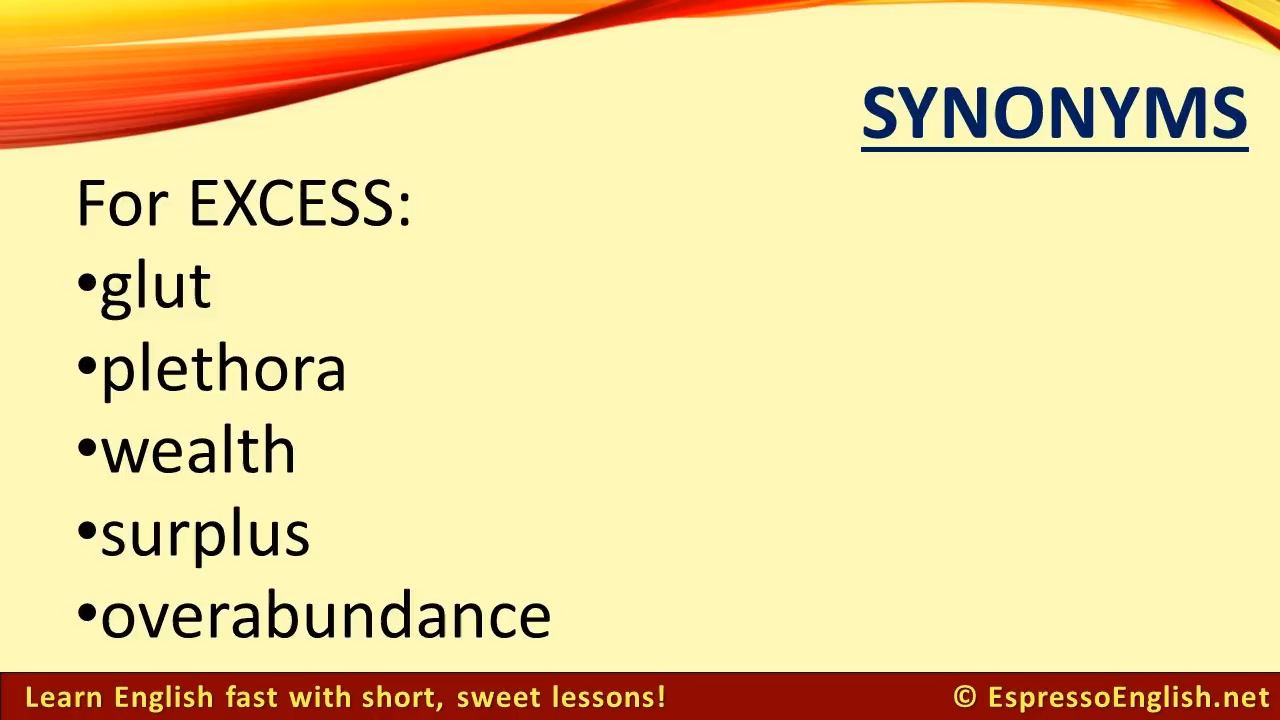 SYNONYMS
For EXCESS:
•glut
•plethora
•wealth
•surplus
•overabundance
Learn English fast with short, sweet lessons!
© EspressoEnglish.net